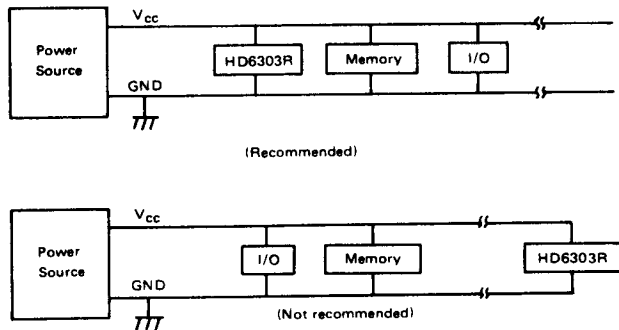 Power
Source
Vcc
HD6303R
Memory
I/O
GND
(Recommended)
Power
Source
Vcc
I/O
Memory
HD6303R
GND
(Not recommended)